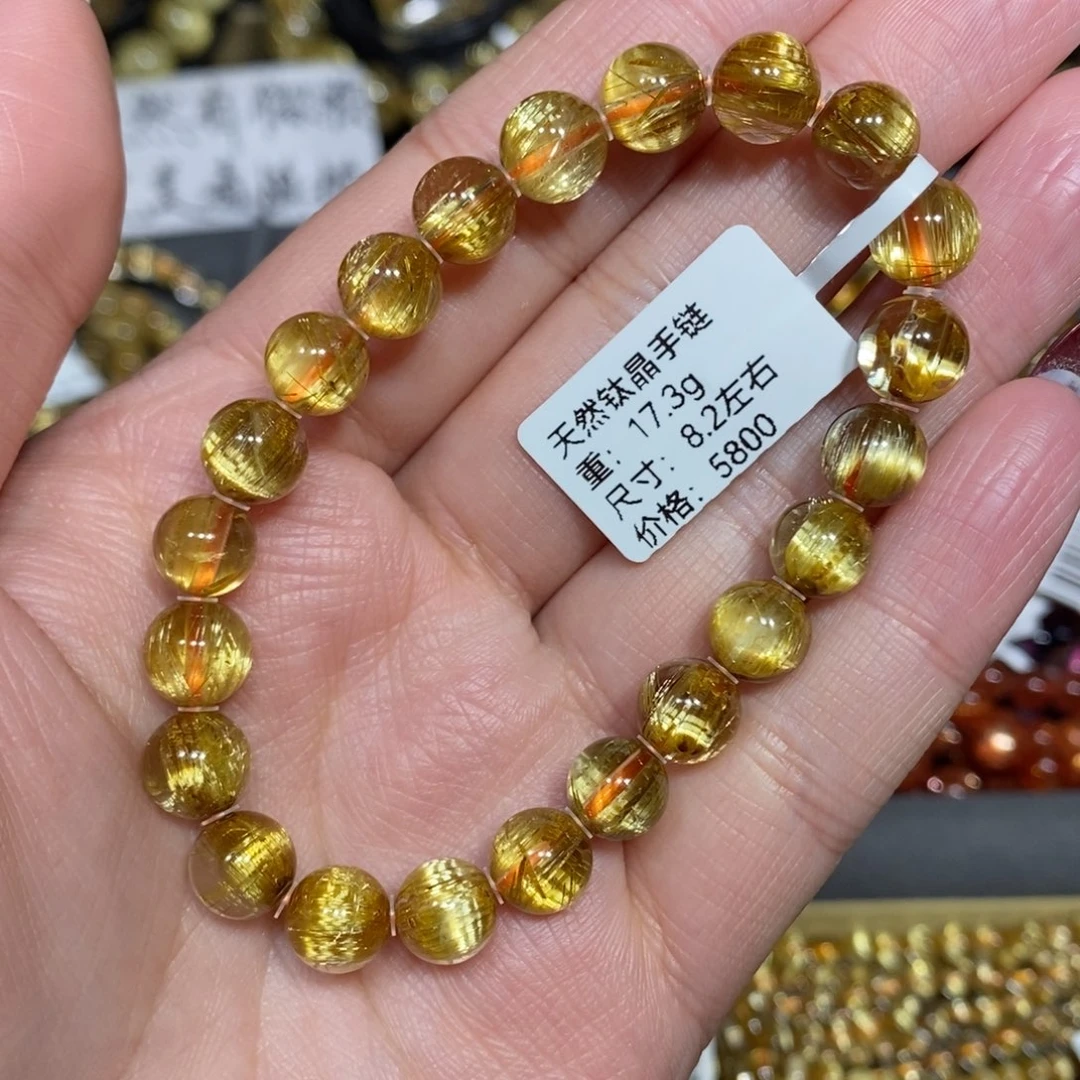 天然钛晶手链
重: 17.3g
尺寸: 8.2左右
价格: 5800